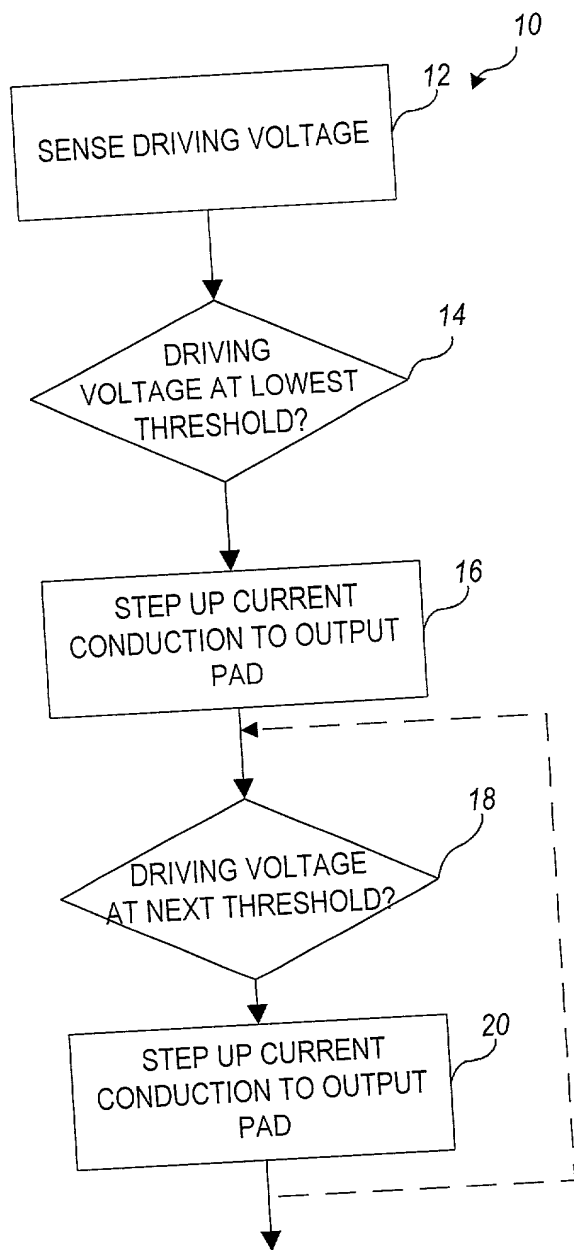 10
12
SENSE DRIVING VOLTAGE
14
DRIVING
VOLTAGE AT LOWEST
THRESHOLD?
16
STEP UP CURRENT
CONDUCTION TO OUTPUT
PAD
18
DRIVING VOLTAGE
AT NEXT THRESHOLD?
20
STEP UP CURRENT
CONDUCTION TO OUTPUT
PAD